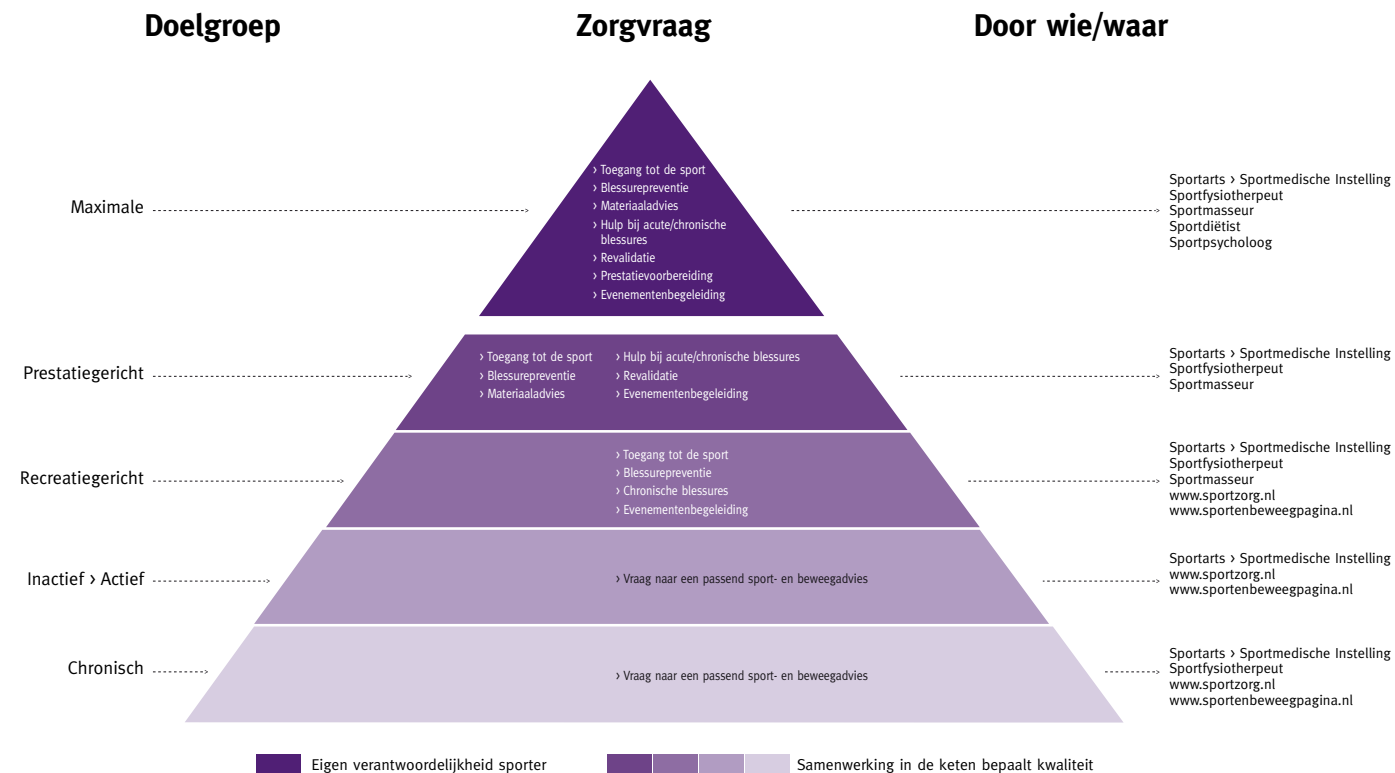 Doelgroep
Zorgvraag
Door wie/waar
Maximale
› Toegang tot de sport
› Blessurepreventie
› Materiaaladvies
› Hulp bij acute/chronische
blessures
› Revalidatie
› Prestatievoorbereiding
› Evenementenbegeleiding
Sportarts › Sportmedische Instelling
Sportfysiotherpeut
Sportmasseur
Sportdiëtist
Sportpsycholoog
Prestatiegericht
› Toegang tot de sport
› Blessurepreventie
› Materiaaladvies
› Hulp bij acute/chronische blessures
› Revalidatie
› Evenementenbegeleiding
Sportarts › Sportmedische Instelling
Sportfysiotherpeut
Sportmasseur
Recreatiegericht
› Toegang tot de sport
› Blessurepreventie
› Chronische blessures
› Evenementenbegeleiding
Sportarts › Sportmedische Instelling
Sportfysiotherpeut
Sportmasseur
www.sportzorg.nl
www.sportenbeweegpagina.nl
Inactief › Actief
› Vraag naar een passend sport- en beweegadvies
Sportarts › Sportmedische Instelling
www.sportzorg.nl
www.sportenbeweegpagina.nl
Chronisch
› Vraag naar een passend sport- en beweegadvies
Sportarts › Sportmedische Instelling
Sportfysiotherpeut
www.sportzorg.nl
www.sportenbeweegpagina.nl
Eigen verantwoordelijkheid sporter
Samenwerking in de keten bepaalt kwaliteit